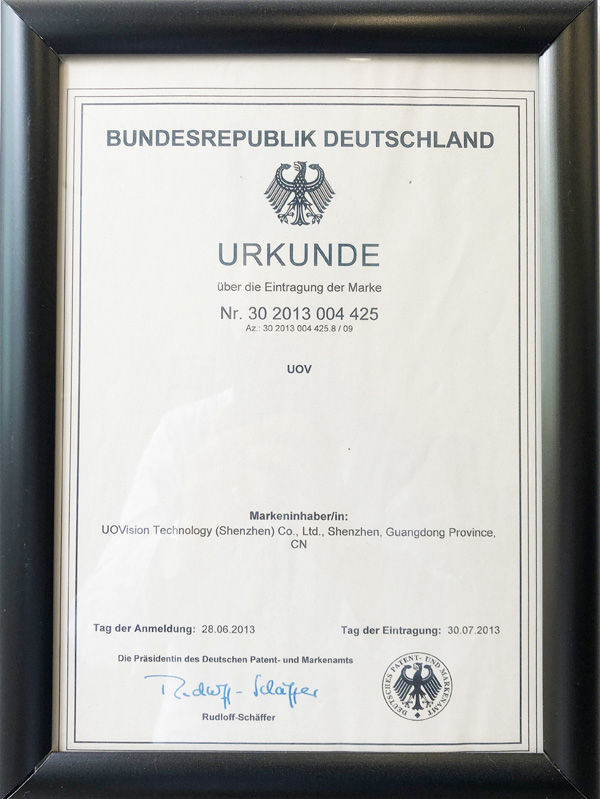 BUNDESREPUBLIK DEUTSCHLAND
URKUNDE
über die Eintragung der Marke
Nr. 30 2013 004 425
Az.: 30 2013 004 425.8 / 09
UOV
Markeninhaber/in:
UOVision Technology (Shenzhen) Co., Ltd., Shenzhen, Guangdong Province,
CN
Tag der Anmeldung: 28.06.2013
Tag der Eintragung: 30.07.2013
Die Präsidentin des Deutschen Patent- und Markenamts
Rudloff-Schäffer
Rudloff-Schäffer
DEUTSCHES PATENT- UND MARKENAMT